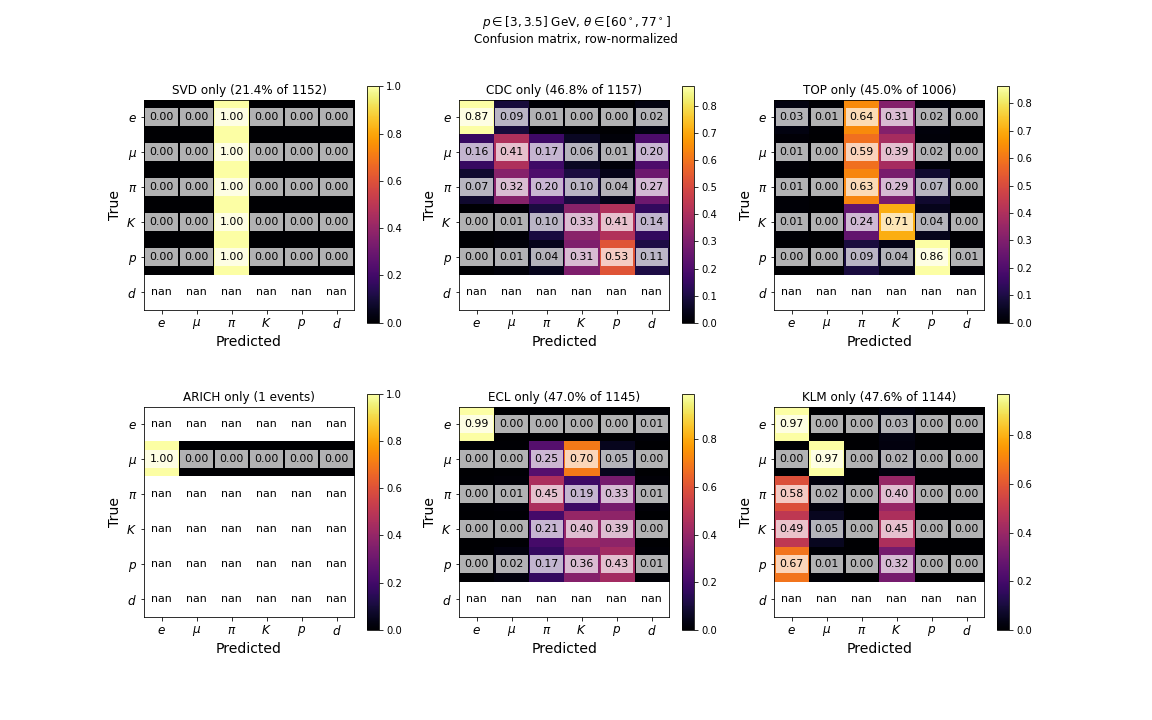 p ∈ [3, 3.5] GeV, θ ∈ [60°, 77°]
Confusion matrix, row-normalized
SVD only (21.4% of 1152)
e 0.00 0.00 1.00 0.00 0.00 0.00
μ 0.00 0.00 1.00 0.00 0.00 0.00
π 0.00 0.00 1.00 0.00 0.00 0.00
K 0.00 0.00 1.00 0.00 0.00 0.00
p 0.00 0.00 1.00 0.00 0.00 0.00
d nan nan nan nan nan nan
e μ π K p d
Predicted
True
1.0
0.8
0.6
0.4
0.2
0.0
CDC only (46.8% of 1157)
e 0.87 0.09 0.01 0.00 0.00 0.02
μ 0.16 0.41 0.17 0.06 0.01 0.20
π 0.07 0.32 0.20 0.10 0.04 0.27
K 0.00 0.01 0.10 0.33 0.41 0.14
p 0.00 0.01 0.04 0.31 0.53 0.11
d nan nan nan nan nan nan
e μ π K p d
Predicted
True
0.8
0.7
0.6
0.5
0.4
0.3
0.2
0.1
0.0
TOP only (45.0% of 1006)
e 0.03 0.01 0.64 0.31 0.02 0.00
μ 0.01 0.00 0.59 0.39 0.02 0.00
π 0.01 0.00 0.63 0.29 0.07 0.00
K 0.01 0.00 0.24 0.71 0.04 0.00
p 0.00 0.00 0.09 0.04 0.86 0.01
d nan nan nan nan nan nan
e μ π K p d
Predicted
True
0.8
0.7
0.6
0.5
0.4
0.3
0.2
0.1
0.0
ARICH only (1 events)
e nan nan nan nan nan nan
μ 1.00 0.00 0.00 0.00 0.00 0.00
π nan nan nan nan nan nan
K nan nan nan nan nan nan
p nan nan nan nan nan nan
d nan nan nan nan nan nan
e μ π K p d
Predicted
True
1.0
0.8
0.6
0.4
0.2
0.0
ECL only (47.0% of 1145)
e 0.99 0.00 0.00 0.00 0.00 0.01
μ 0.00 0.00 0.25 0.70 0.05 0.00
π 0.00 0.01 0.45 0.19 0.33 0.01
K 0.00 0.00 0.21 0.40 0.39 0.00
p 0.00 0.02 0.17 0.36 0.43 0.01
d nan nan nan nan nan nan
e μ π K p d
Predicted
True
0.8
0.6
0.4
0.2
0.0
KLM only (47.6% of 1144)
e 0.97 0.00 0.00 0.03 0.00 0.00
μ 0.00 0.97 0.00 0.02 0.00 0.00
π 0.58 0.02 0.00 0.40 0.00 0.00
K 0.49 0.05 0.00 0.45 0.00 0.00
p 0.67 0.01 0.00 0.32 0.00 0.00
d nan nan nan nan nan nan
e μ π K p d
Predicted
True
0.8
0.6
0.4
0.2
0.0